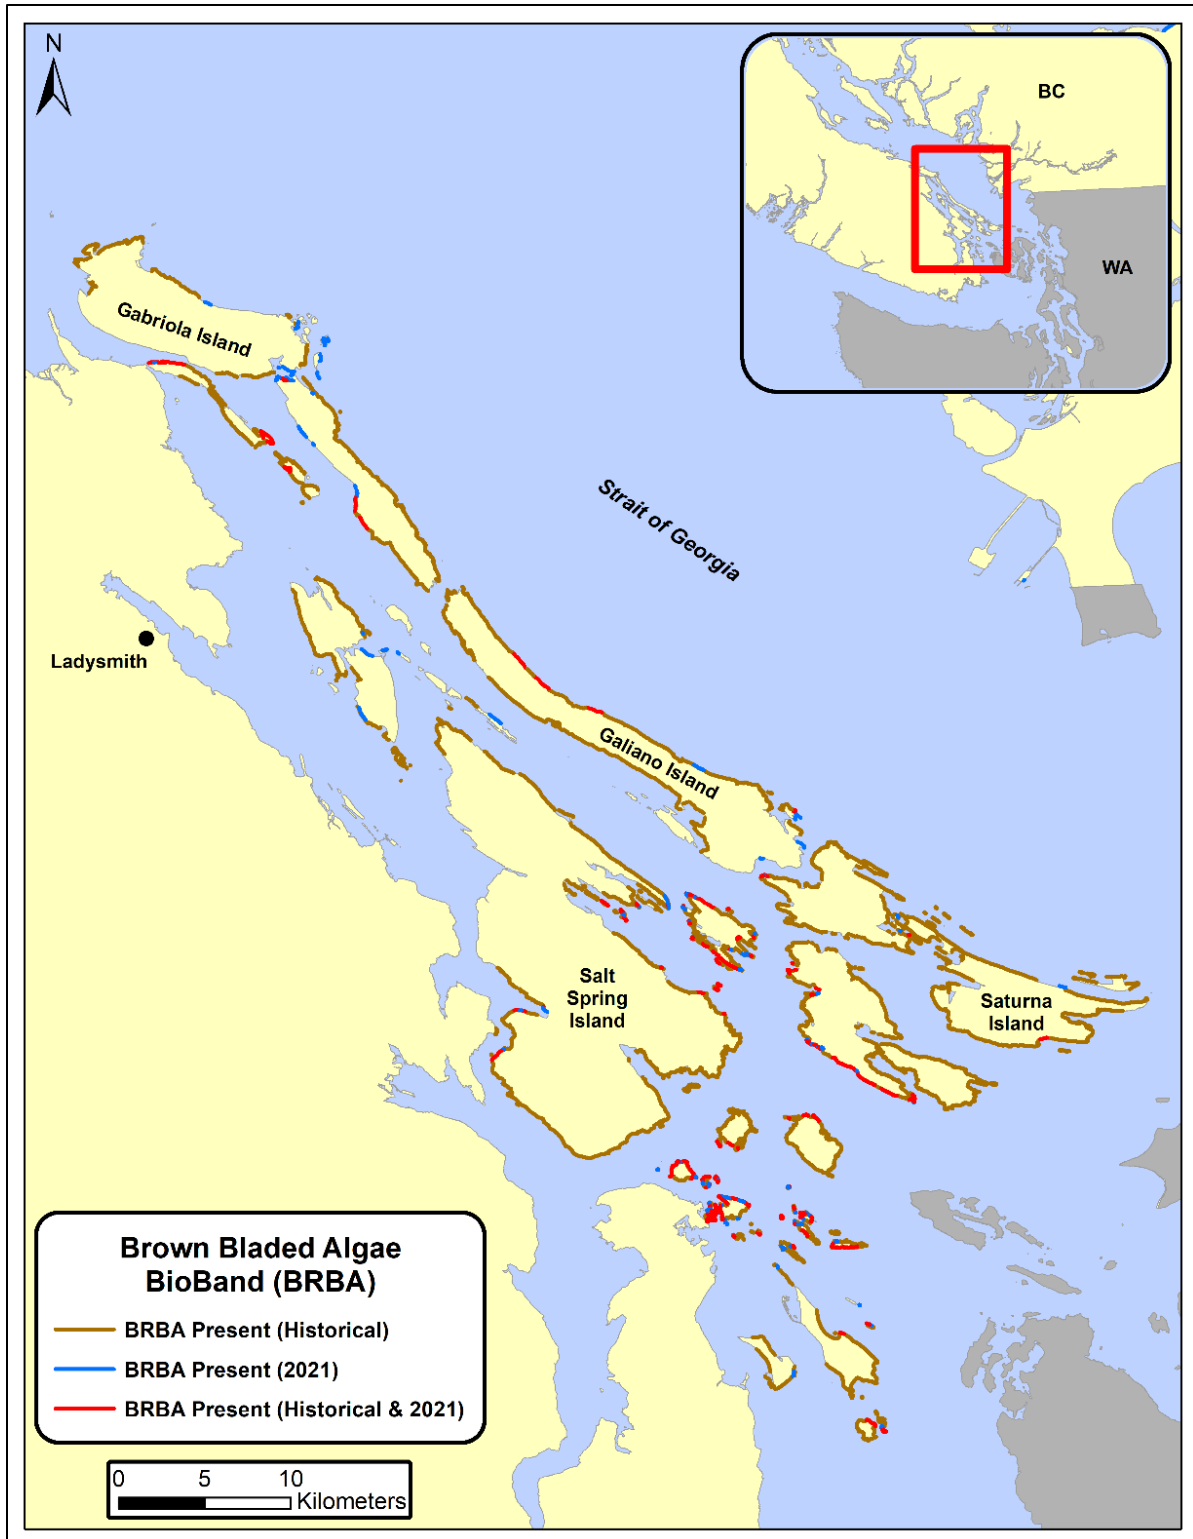 N
BC
WA
Gabriola Island
Strait of Georgia
Ladysmith
Galiano Island
Salt
Spring
Island
Saturna
Island
Brown Bladed Algae
BioBand (BRBA)
BRBA Present (Historical)
BRBA Present (2021)
BRBA Present (Historical & 2021)
0 5 10
Kilometers